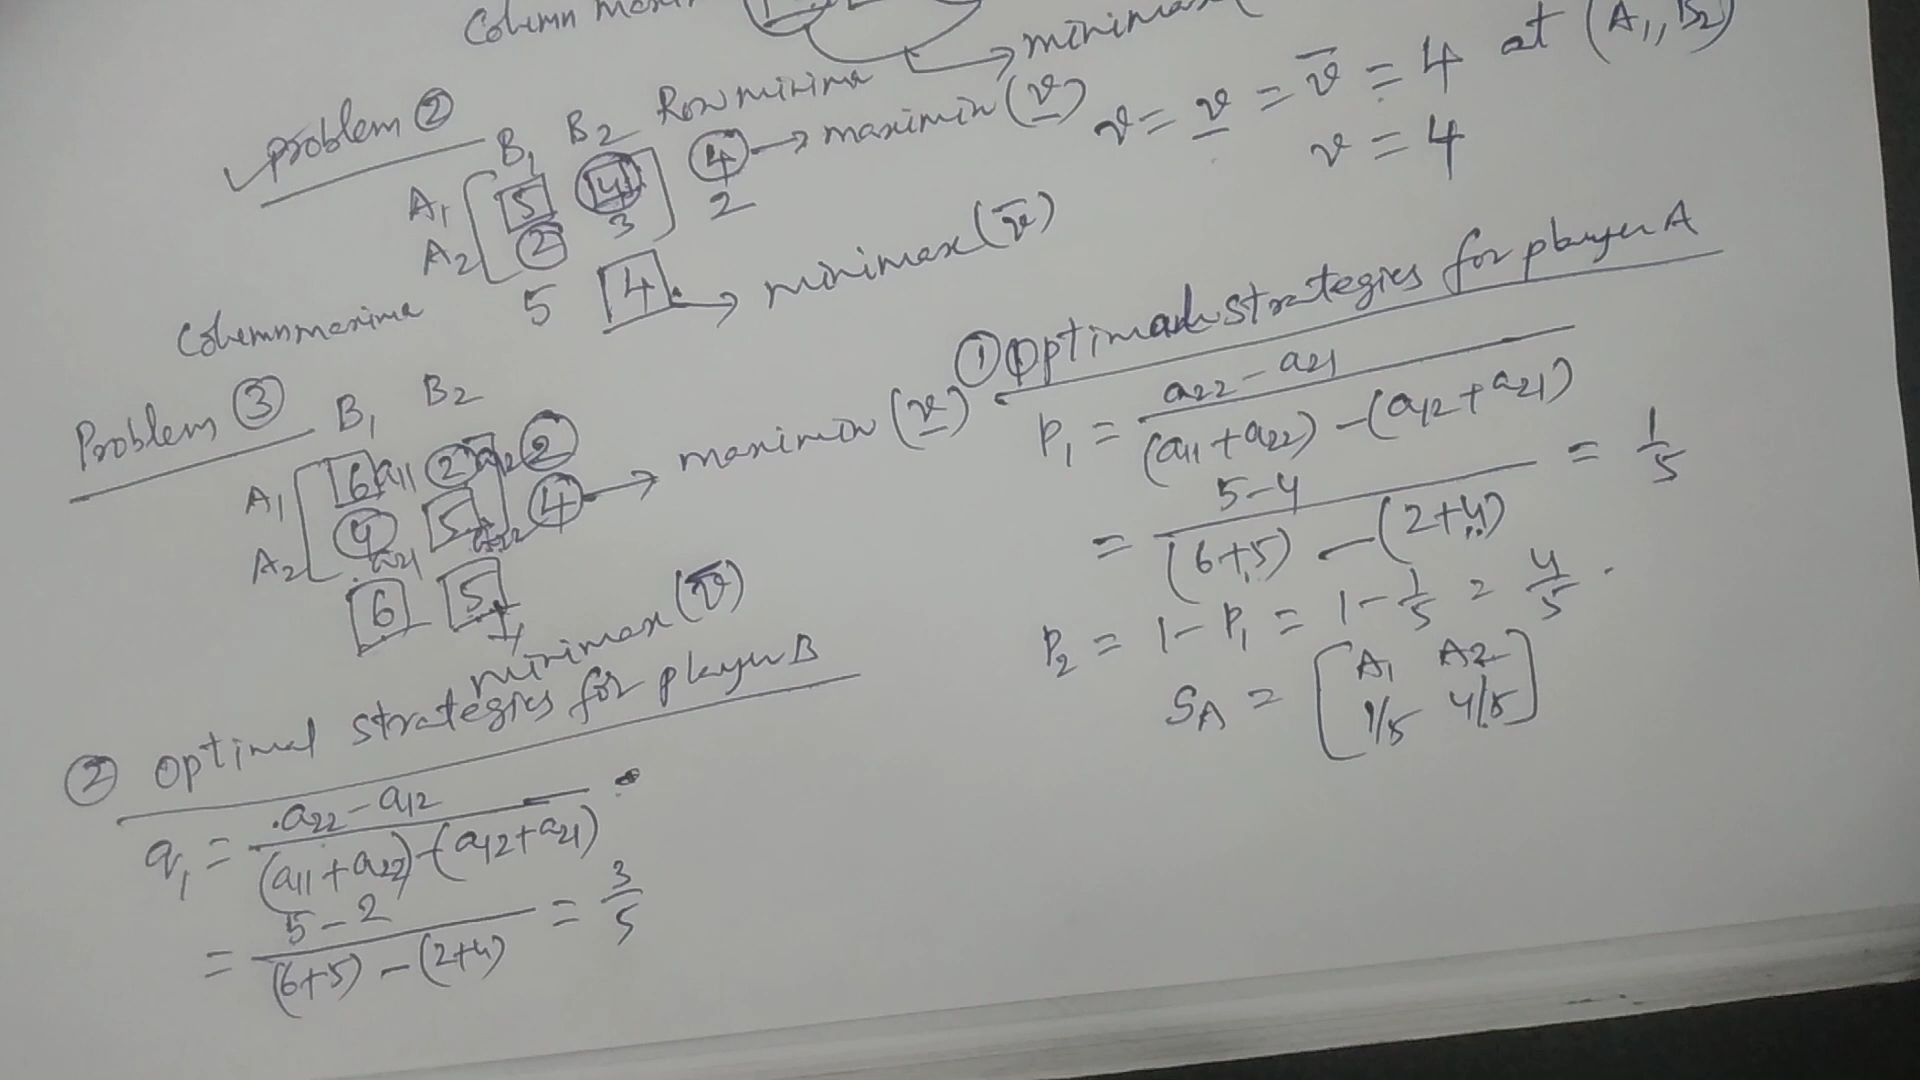 Column
minimax
problem ②
B1 B2 Row minima
A1 [ 5 4 ] 4 → maximin (v̲)
A2 [ 2 3 ] 2
Column maxima 5 4 → minimax (v̅)
v = v̲ = v̅ = 4 at (A1, B2)
v = 4
Problem ③
B1 B2
A1 [ 6 a11 2 a12 ] 2
A2 [ 4 a21 5 a22 ] 4 → maximin (v̲)
6 5
minimax (v̅)
① Optimal strategies for player A
P1 = a22 - a21 / (a11 + a22) - (a12 + a21)
= 5-4 / (6+5) - (2+4) = 1/5
P2 = 1 - P1 = 1 - 1/5 = 4/5.
SA = [ A1 A2
1/5 4/5 ]
② optimal strategies for player B
q1 = a22 - a12 / (a11 + a22) - (a12 + a21)
= 5-2 / (6+5) - (2+4) = 3/5